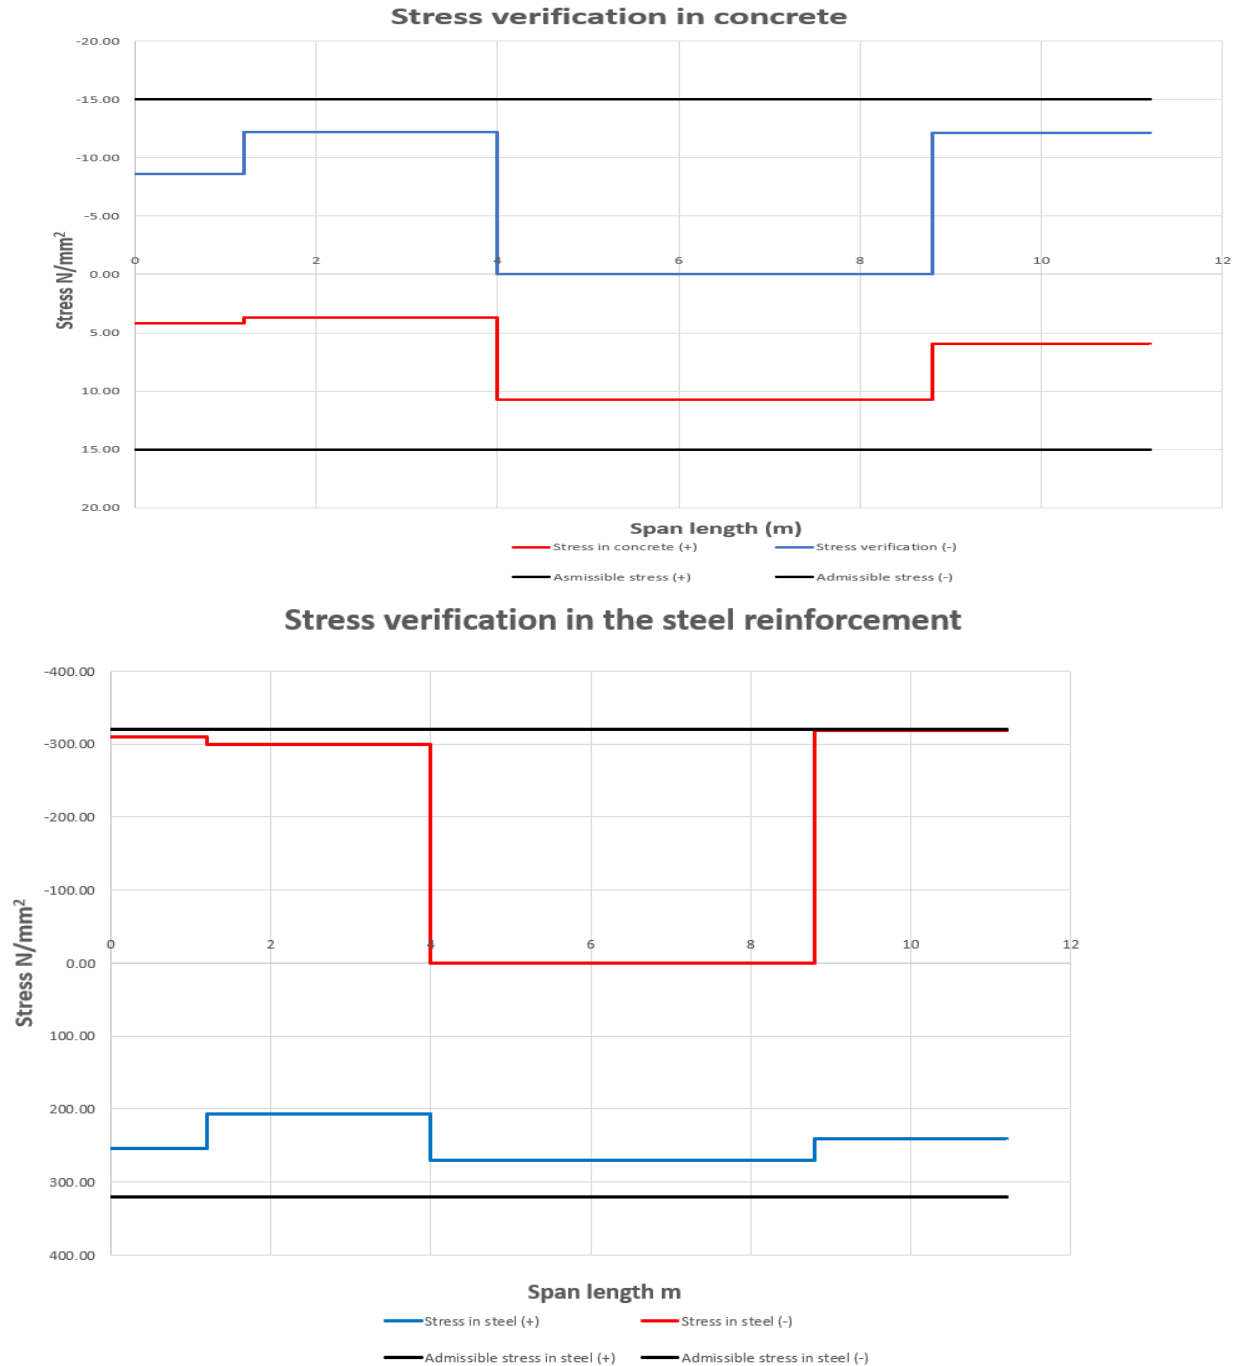 Stress verification in concrete
-20.00
-15.00
-10.00
-5.00
0 2 4 6 8 10 12
0.00
5.00
10.00
15.00
20.00
Stress N/mm²
Span length (m)
Stress in concrete (+) Stress verification (-)
Asmissible stress (+) Admissible stress (-)
Stress verification in the steel reinforcement
-400.00
-300.00
-200.00
-100.00
0 2 4 6 8 10 12
0.00
100.00
200.00
300.00
400.00
Stress N/mm²
Span length m
Stress in steel (+) Stress in steel (-)
Admissible stress in steel (+) Admissible stress in steel (-)